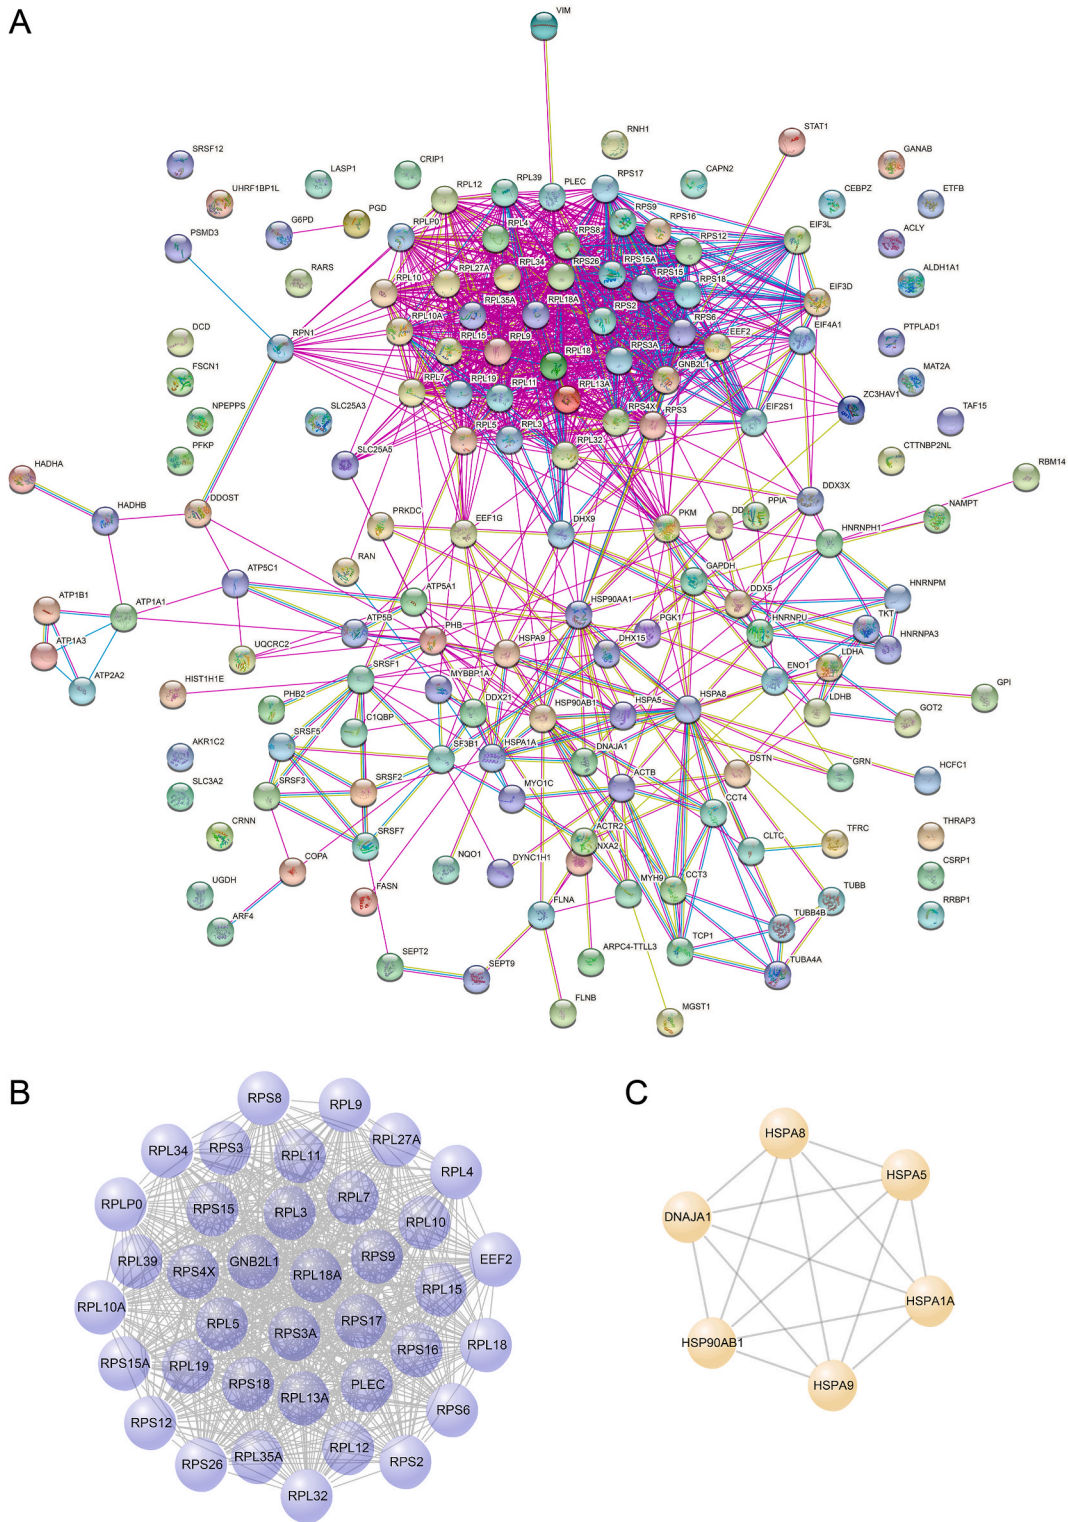 A
VIM
SRSF12
LASP1
CRIP1
RNH1
STAT1
GANAB
UHRF1BP1L
RPL12
RPL39
PLEC
RPS17
CAPN2
CEBPZ
ETFB
G6PD
PGD
RPLP0
RPL4
RPS9
RPS16
EIF3L
ACLY
PSMD3
RPS8
RPS12
RARS
RPL10
RPL27A
RPL34
RPS26
RPS15A
RPS15
RPS18
EIF3D
ALDH1A1
RPL10A
RPL35A
RPL18A
RPS2
RPS6
EEF2
EIF4A1
DCD
RPN1
RPL15
RPL9
RPL18
RPS3A
GNB2L1
PTPLAD1
FSCN1
RPL7
RPL19
RPL11
RPL13A
MAT2A
NPEPPS
SLC25A3
RPL5
RPL3
RPS4X
RPS3
EIF2S1
ZC3HAV1
TAF15
PFKP
SLC25A5
RPL32
CTTNBP2NL
HADHA
HADHB
DDOST
PRKDC
EEF1G
DHX9
PKM
DD
PPIA
DDX3X
RBM14
NAMPT
HNRNPH1
RAN
ATP5C1
ATP5A1
GAPDH
DDX5
HNRNPM
ATP1B1
ATP1A1
HSP90AA1
TKT
ATP1A3
ATP5B
PHB
HSPA9
DHX15
PGK1
HNRNPU
HNRNPA3
ATP2A2
UQCRC2
LDHA
HIST1H1E
SRSF1
MYBBP1A
ENO1
GPI
PHB2
C1QBP
DDX21
HSP90AB1
HSPA5
HSPA8
LDHB
GOT2
AKR1C2
SRSF5
SF3B1
HSPA1A
DNAJA1
DSTN
GRN
HCFC1
SLC3A2
SRSF3
SRSF2
MYO1C
ACTB
CCT4
CRNN
SRSF7
ACTR2
NXA2
CLTC
TFRC
THRAP3
COPA
NQO1
DYNC1H1
MYH9
CCT3
CSRP1
UGDH
FASN
TUBB
RRBP1
ARF4
FLNA
TUBB4B
SEPT2
SEPT9
ARPC4-TTLL3
TCP1
TUBA4A
FLNB
MGST1
B
RPS8
RPL9
RPL34
RPS3
RPL11
RPL27A
RPL4
RPLP0
RPS15
RPL3
RPL7
RPL10
RPL39
RPS4X
GNB2L1
RPL18A
RPS9
EEF2
RPL10A
RPL15
RPL5
RPS3A
RPS17
RPS15A
RPL19
RPS16
RPL18
RPS18
RPL13A
PLEC
RPS12
RPS6
RPS26
RPL35A
RPL12
RPS2
RPL32
C
HSPA8
HSPA5
DNAJA1
HSPA1A
HSP90AB1
HSPA9